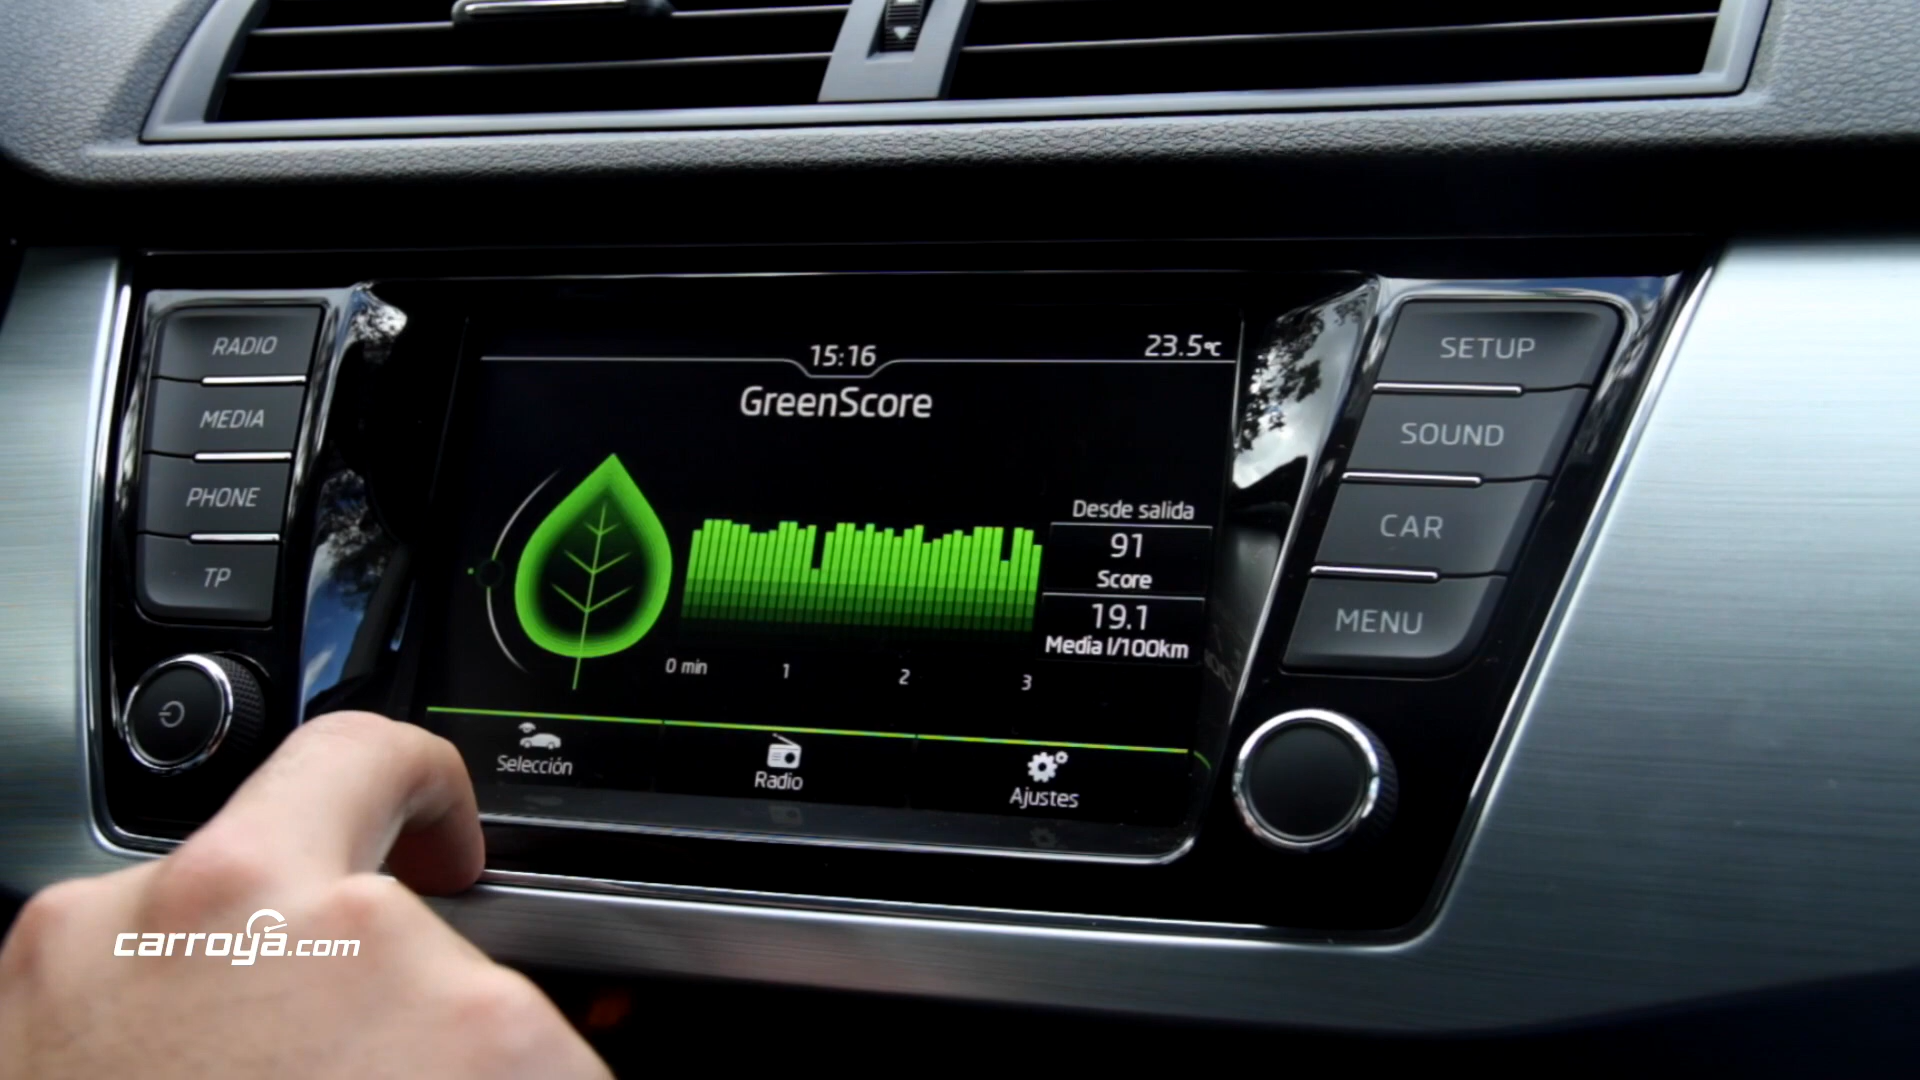 RADIO
MEDIA
PHONE
TP
15:16
23.5°C
GreenScore
Desde salida
91
Score
19.1
Media l/100km
0 min 1 2 3
Selección
Radio
Ajustes
SETUP
SOUND
CAR
MENU
carroya.com